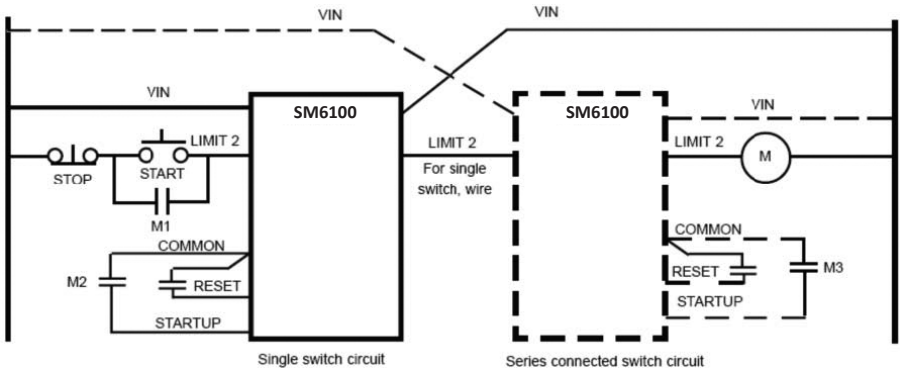 VIN
VIN
VIN
SM6100
SM6100
VIN
LIMIT 2
LIMIT 2
LIMIT 2
For single
switch, wire
M
STOP
START
M1
COMMON
COMMON
M2
RESET
RESET
M3
STARTUP
STARTUP
Single switch circuit
Series connected switch circuit